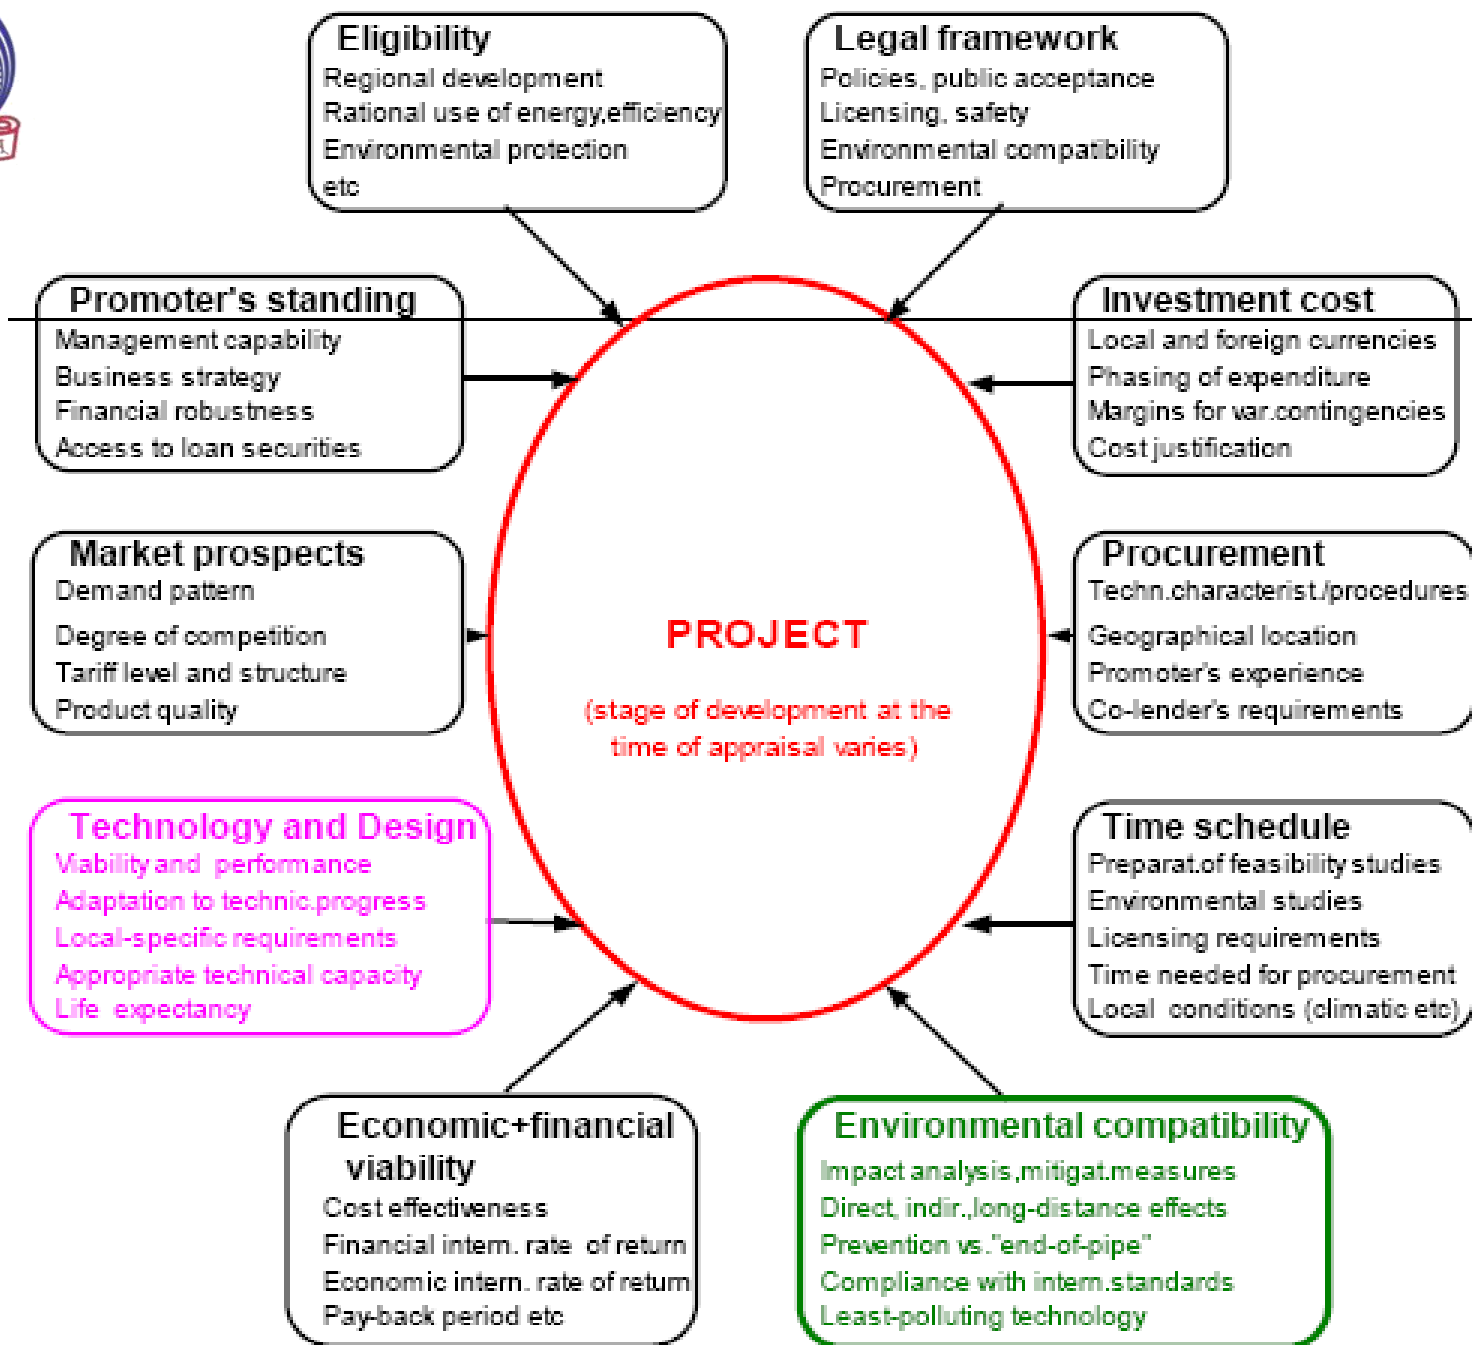 Eligibility
Regional development
Rational use of energy,efficiency
Environmental protection
etc
Legal framework
Policies, public acceptance
Licensing, safety
Environmental compatibility
Procurement
Promoter's standing
Management capability
Business strategy
Financial robustness
Access to loan securities
Investment cost
Local and foreign currencies
Phasing of expenditure
Margins for var.contingencies
Cost justification
Market prospects
Demand pattern
Degree of competition
Tariff level and structure
Product quality
PROJECT
(stage of development at the
time of appraisal varies)
Procurement
Techn.characterist./procedures
Geographical location
Promoter's experience
Co-lender's requirements
Technology and Design
Viability and performance
Adaptation to technic.progress
Local-specific requirements
Appropriate technical capacity
Life expectancy
Time schedule
Preparat.of feasibility studies
Environmental studies
Licensing requirements
Time needed for procurement
Local conditions (climatic etc)
Economic+financial
viability
Cost effectiveness
Financial intern. rate of return
Economic intern. rate of return
Pay-back period etc
Environmental compatibility
Impact analysis,mitigat.measures
Direct, indir.,long-distance effects
Prevention vs."end-of-pipe"
Compliance with intern.standards
Least-polluting technology